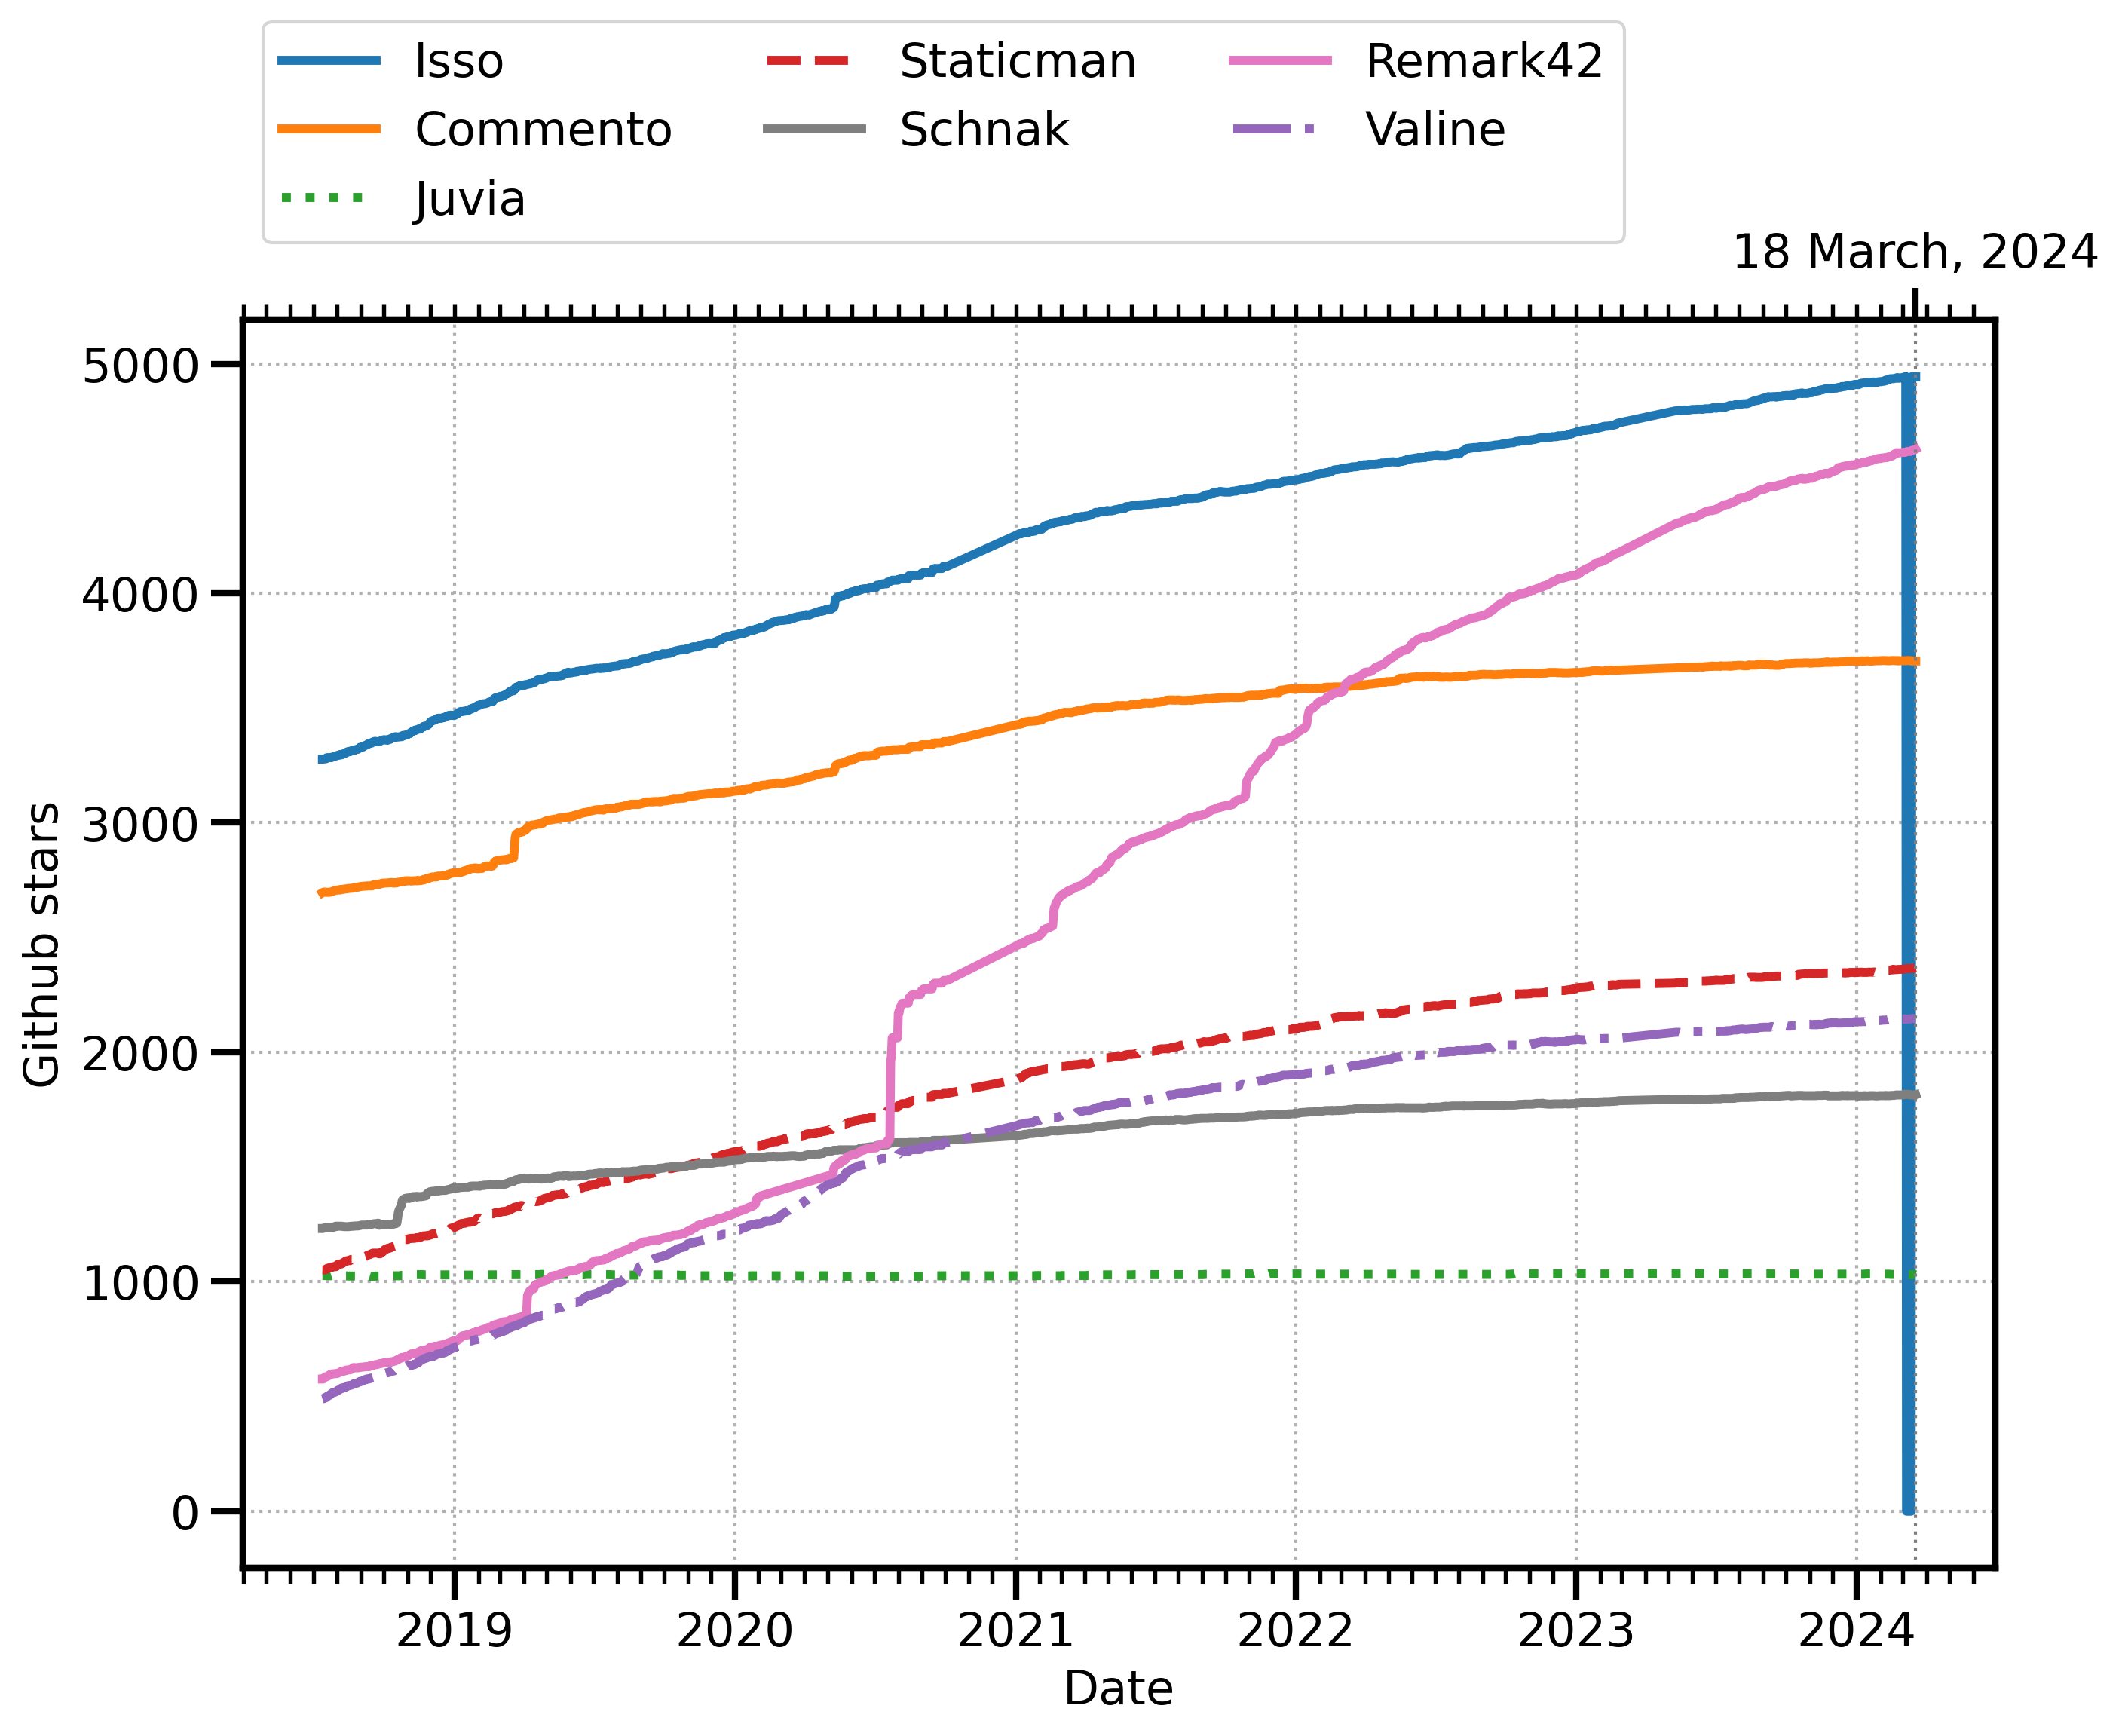 Isso
Commento
Juvia
Staticman
Schnak
Remark42
Valine
18 March, 2024
5000
4000
3000
2000
1000
0
Github stars
2019
2020
2021
2022
2023
2024
Date